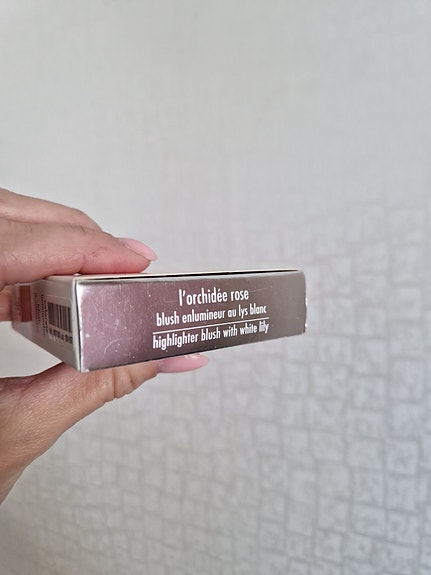 l'orchidée rose
blush enlumineur au lys blanc
highlighter blush with white lily